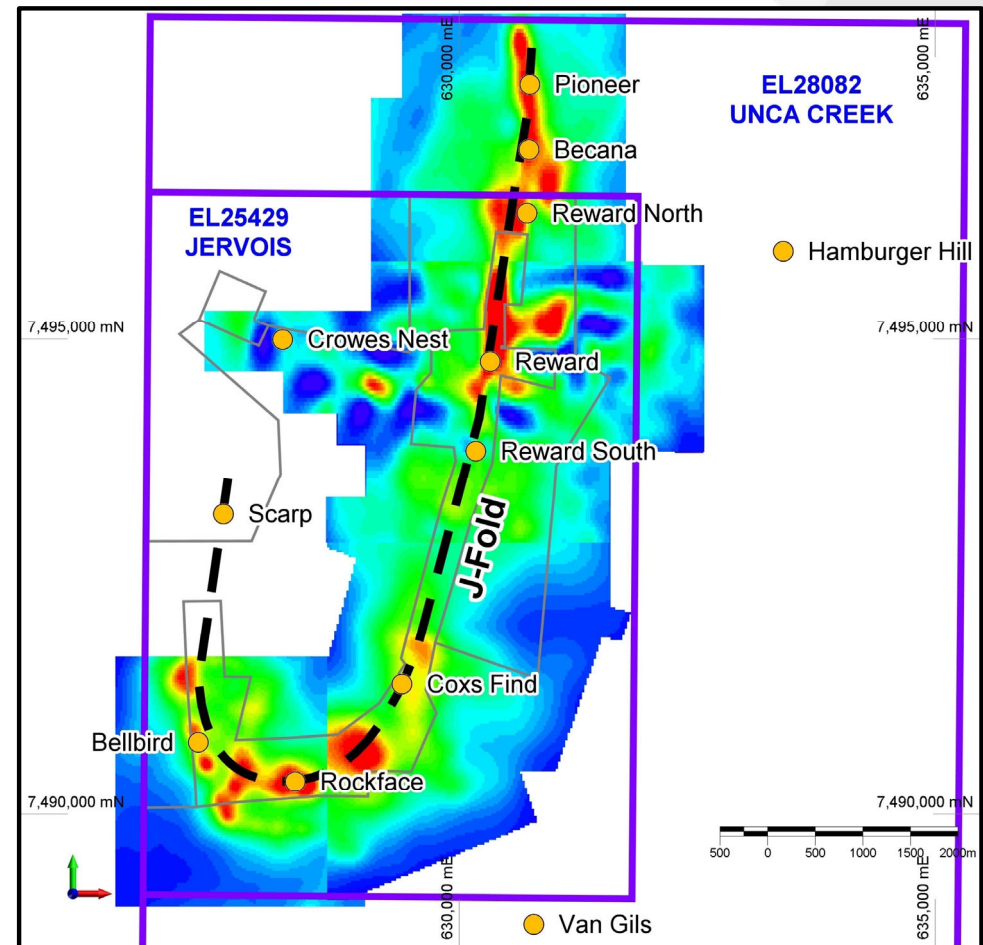 630,000 mE
635,000 mE
EL28082
UNCA CREEK
Pioneer
Becana
Reward North
EL25429
JERVOIS
Hamburger Hill
7,495,000 mN
7,495,000 mN
Crowes Nest
Reward
Reward South
Scarp
J-Fold
Coxs Find
Bellbird
Rockface
7,490,000 mN
7,490,000 mN
500 0 500 1000 1500 2000m
630,000 mE
635,000 mE
Van Gils